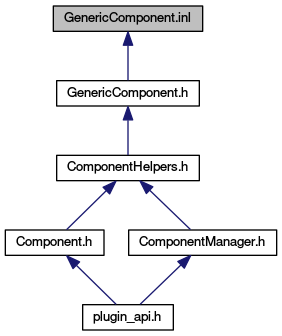 GenericComponent.inl
GenericComponent.h
ComponentHelpers.h
Component.h
ComponentManager.h
plugin_api.h